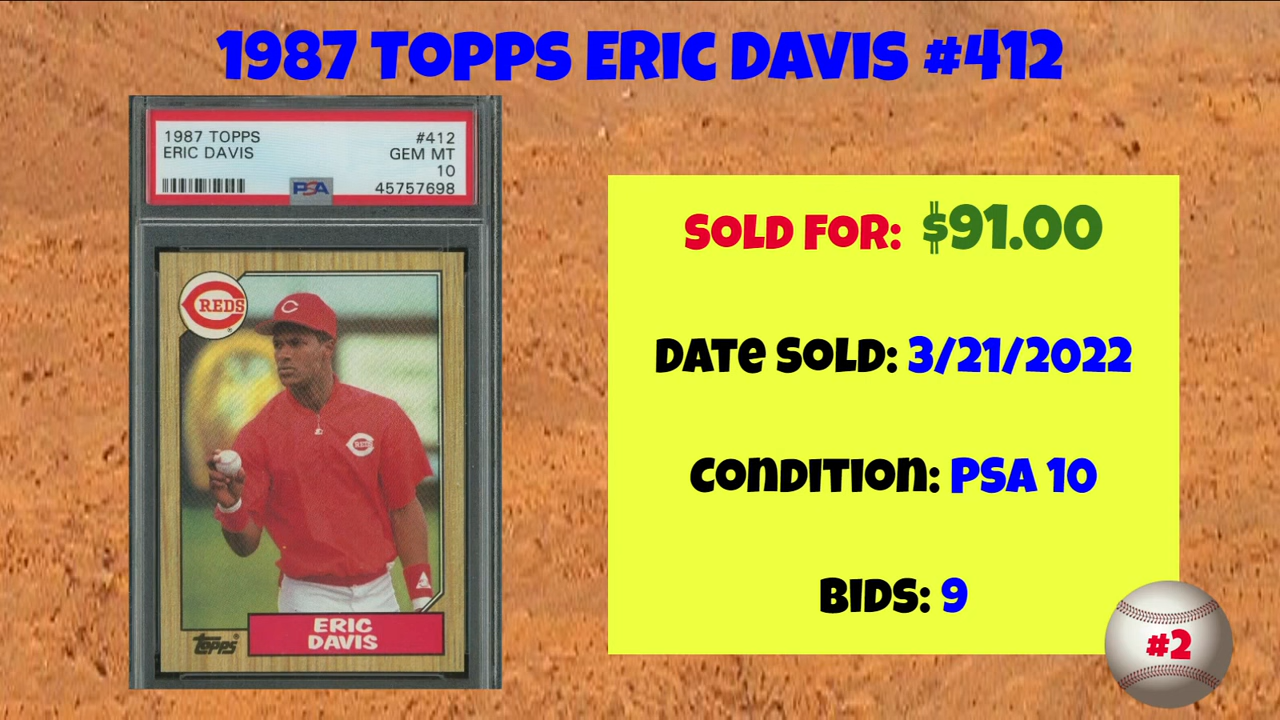 1987 TOPPS ERIC DAVIS #412
1987 TOPPS #412
ERIC DAVIS GEM MT
10
PSA 45757698
REDS
REDS
ERIC
DAVIS
Topps
SOLD FOR: $91.00
DATE SOLD: 3/21/2022
CONDITION: PSA 10
BIDS: 9
#2